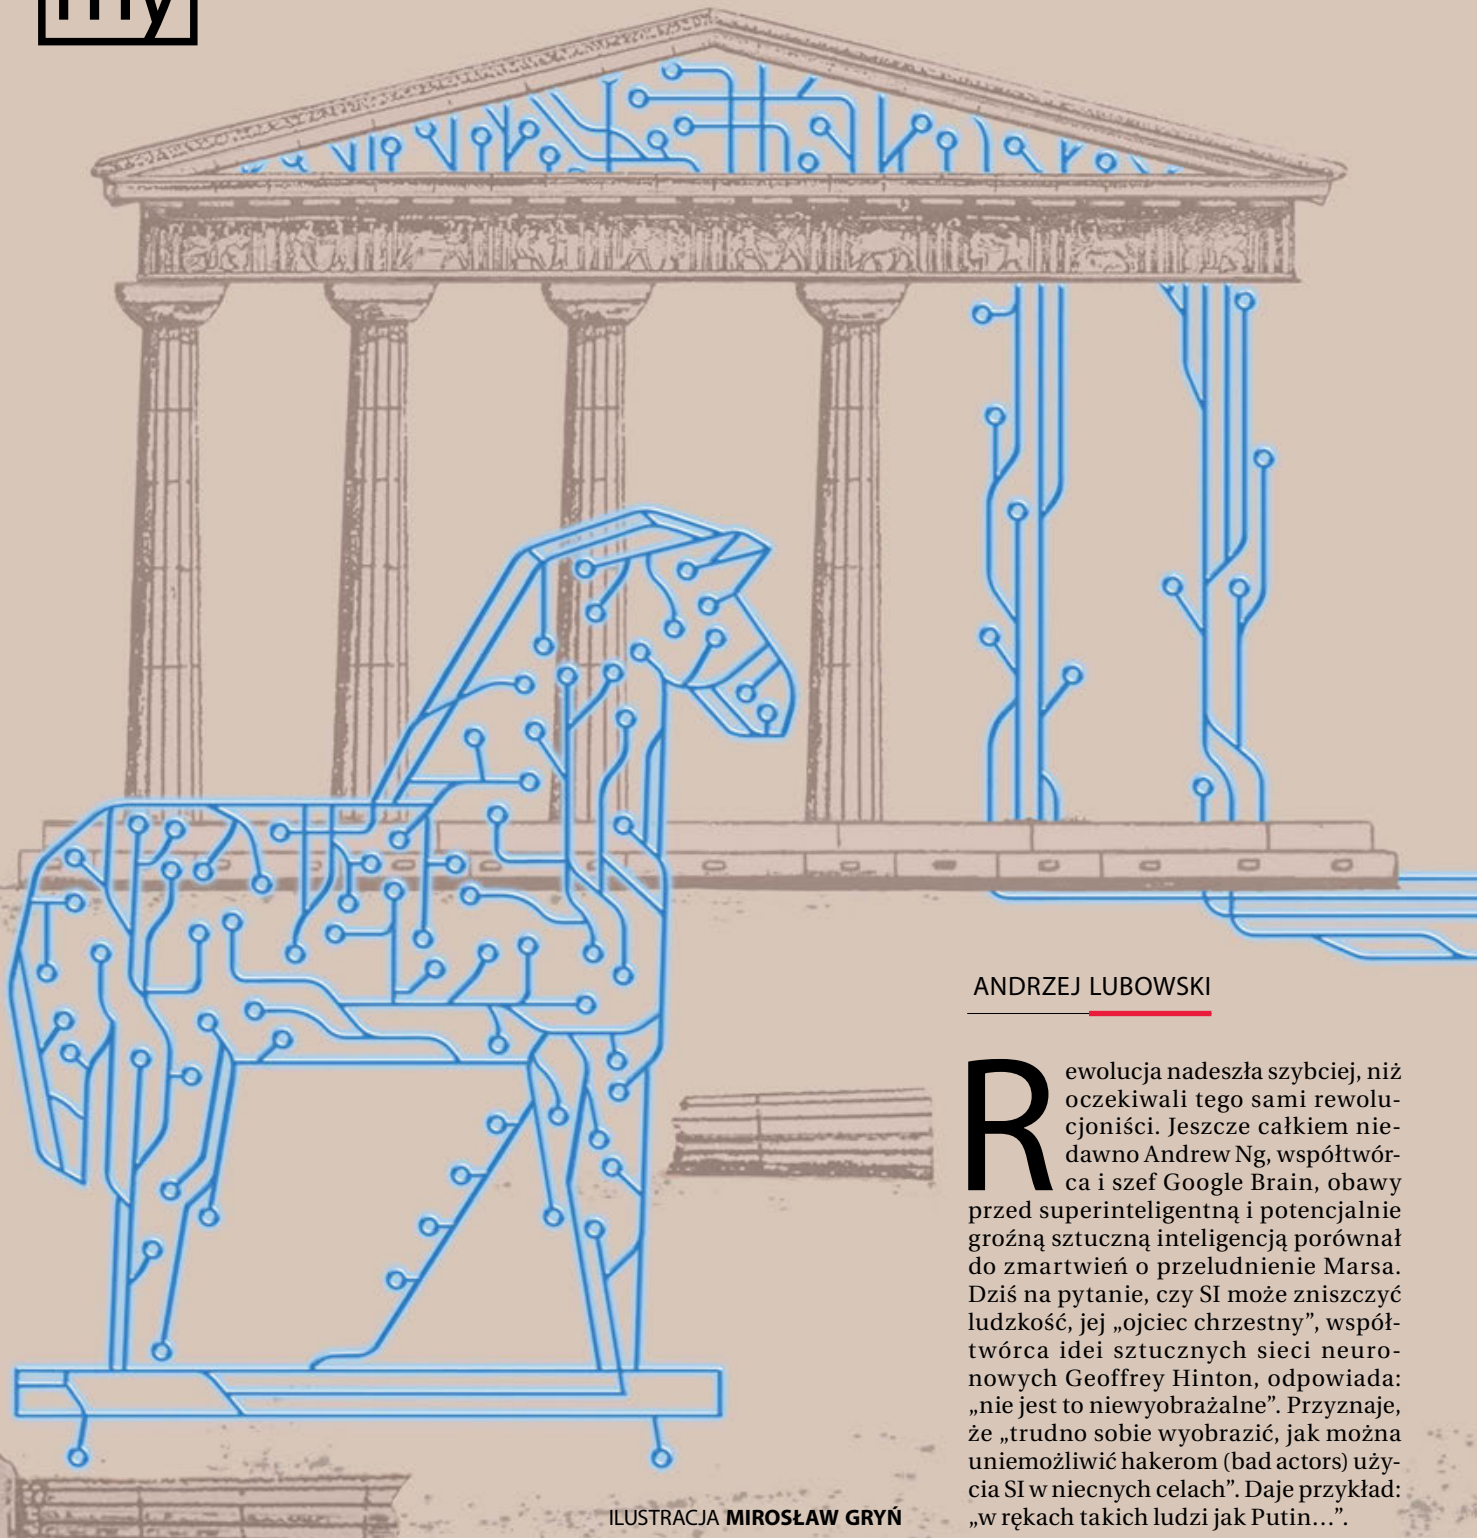 my
ANDRZEJ LUBOWSKI
Rewolucja nadeszła szybciej, niż
oczekiwali tego sami rewolu-
cjoniści. Jeszcze całkiem nie-
dawno Andrew Ng, współtwór-
ca i szef Google Brain, obawy
przed superinteligentną i potencjalnie
groźną sztuczną inteligencją porównał
do zmartwień o przeludnienie Marsa.
Dziś na pytanie, czy SI może zniszczyć
ludzkość, jej „ojciec chrzestny”, współ-
twórca idei sztucznych sieci neuro-
nowych Geoffrey Hinton, odpowiada:
„nie jest to niewyobrażalne”. Przyznaje,
że „trudno sobie wyobrazić, jak można
uniemożliwić hakerom (bad actors) uży-
cia SI w niecnych celach”. Daje przykład:
„w rękach takich ludzi jak Putin…”.
ILUSTRACJA MIROSŁAW GRYŃ